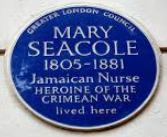 GREATER LONDON COUNCIL
MARY
SEACOLE
1805-1881
Jamaican Nurse
HEROINE OF THE
CRIMEAN WAR
lived here